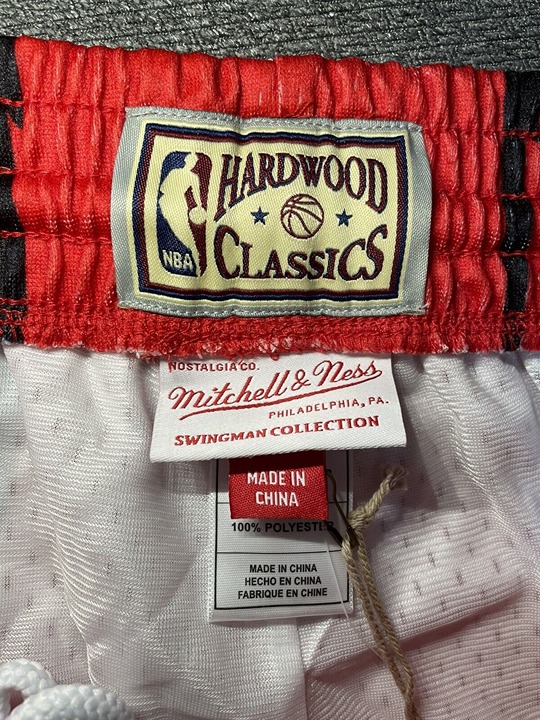 HARDWOOD
NBA
CLASSICS
NOSTALGIA CO.
Mitchell & Ness
PHILADELPHIA, PA.
SWINGMAN COLLECTION
MADE IN
CHINA
100% POLYESTER
MADE IN CHINA
HECHO EN CHINA
FABRIQUE EN CHINE